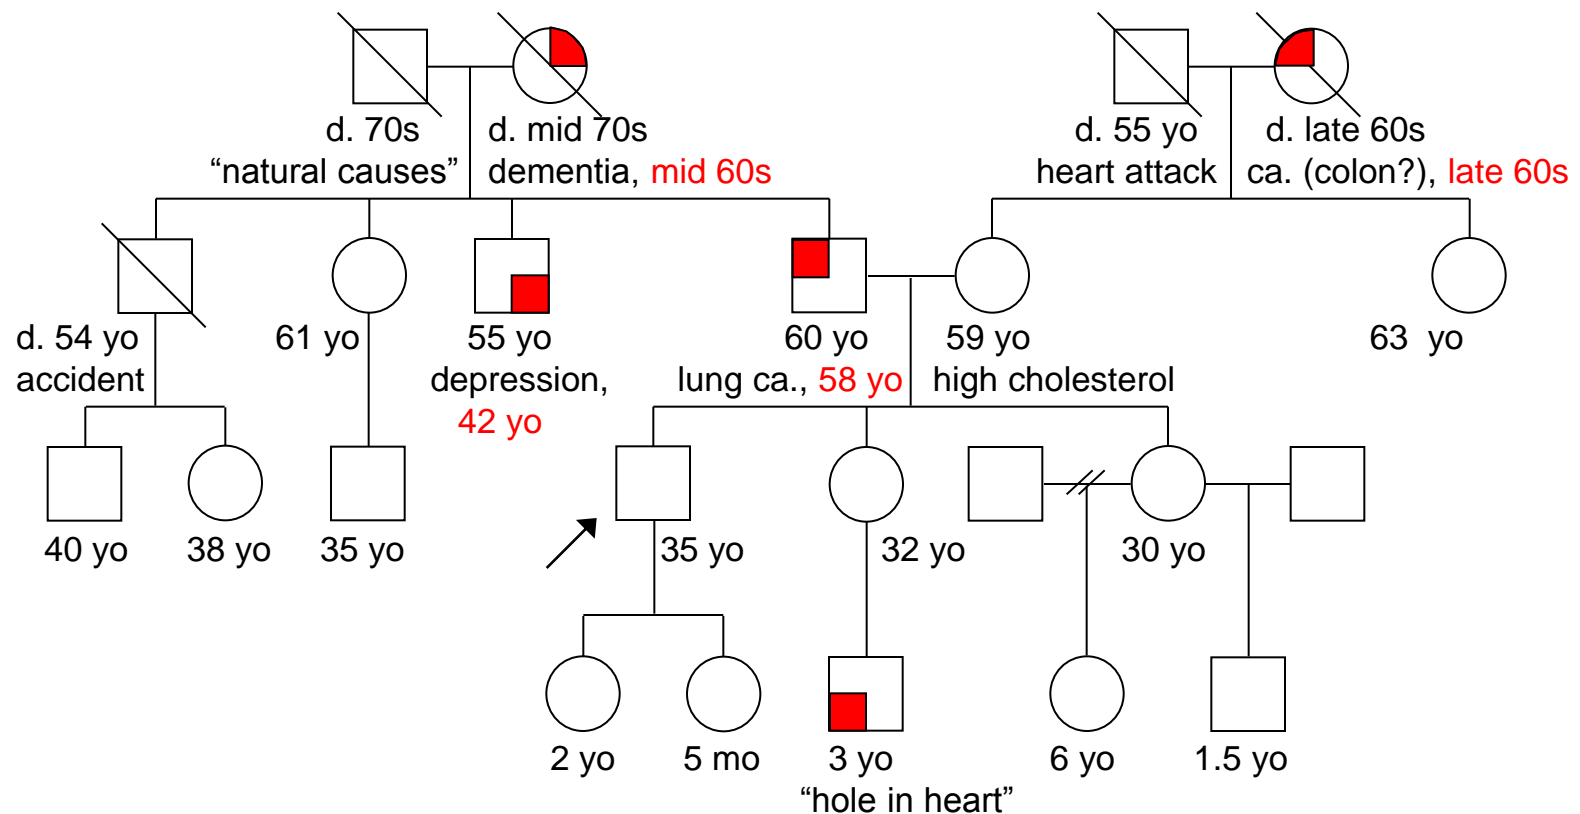 d. 70s
“natural causes”
d. mid 70s
dementia, mid 60s
d. 55 yo
heart attack
d. late 60s
ca. (colon?), late 60s
d. 54 yo
accident
61 yo
55 yo
depression,
42 yo
60 yo
lung ca., 58 yo
59 yo
high cholesterol
63 yo
40 yo
38 yo
35 yo
35 yo
32 yo
30 yo
2 yo
5 mo
3 yo
“hole in heart”
6 yo
1.5 yo